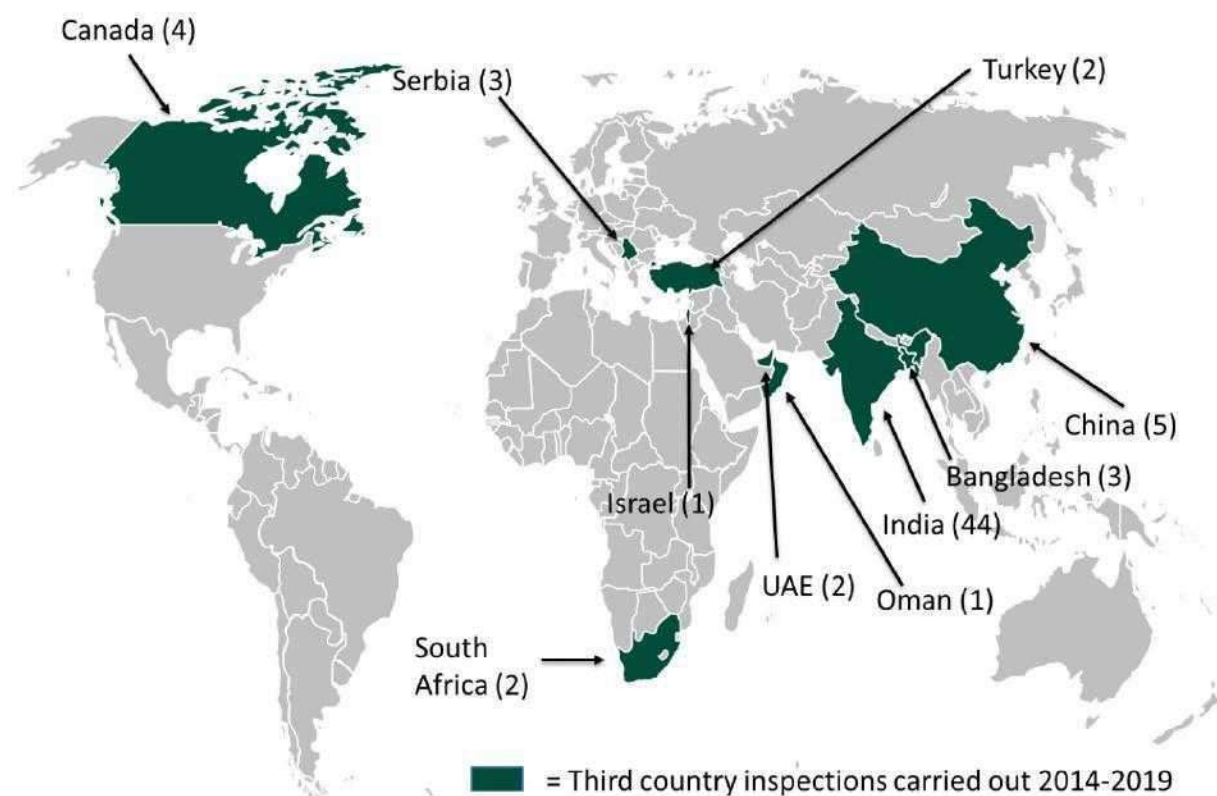 Canada (4)
Serbia (3)
Turkey (2)
China (5)
Bangladesh (3)
Israel (1)
India (44)
UAE (2)
Oman (1)
South
Africa (2)
= Third country inspections carried out 2014-2019